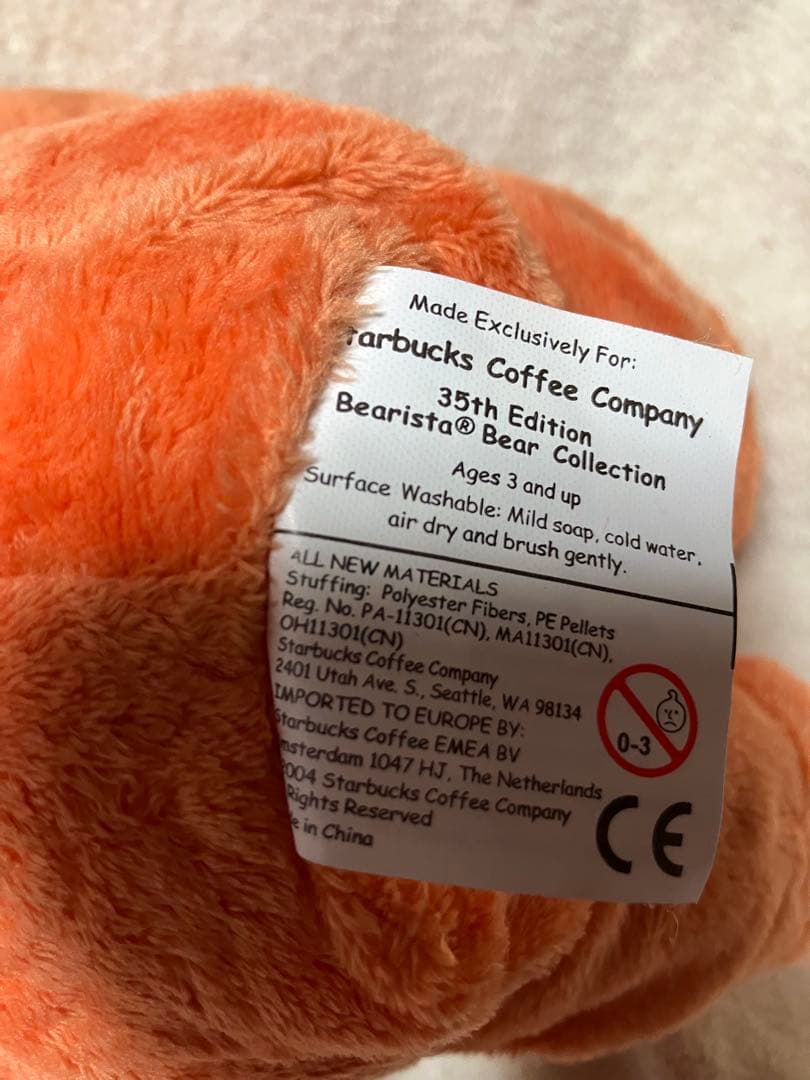 Made Exclusively For:
tarbucks Coffee Company
35th Edition
Bearista® Bear Collection
Ages 3 and up
Surface Washable: Mild soap, cold water,
air dry and brush gently.
ALL NEW MATERIALS
Stuffing: Polyester Fibers, PE Pellets
Reg. No. PA-11301(CN), MA11301(CN),
OH11301(CN)
Starbucks Coffee Company
2401 Utah Ave. S., Seattle, WA 98134
IMPORTED TO EUROPE BY:
Starbucks Coffee EMEA BV
msterdam 1047 HJ, The Netherlands
2004 Starbucks Coffee Company
Rights Reserved
e in China
0-3
CE